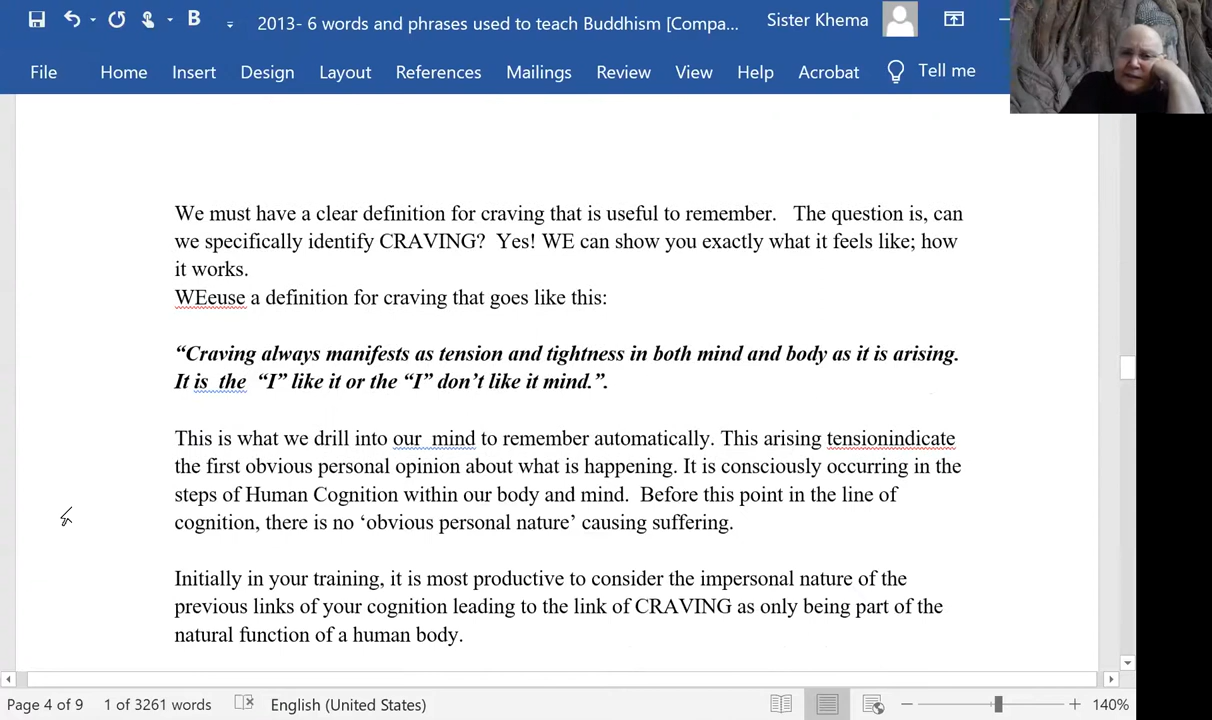 2013- 6 words and phrases used to teach Buddhism [Compa... Sister Khema
File Home Insert Design Layout References Mailings Review View Help Acrobat Tell me
We must have a clear definition for craving that is useful to remember. The question is, can
we specifically identify CRAVING? Yes! WE can show you exactly what it feels like; how
it works.
WEeuse a definition for craving that goes like this:
“Craving always manifests as tension and tightness in both mind and body as it is arising.
It is the “I” like it or the “I” don’t like it mind.”.
This is what we drill into our mind to remember automatically. This arising tensionindicate
the first obvious personal opinion about what is happening. It is consciously occurring in the
steps of Human Cognition within our body and mind. Before this point in the line of
cognition, there is no ‘obvious personal nature’ causing suffering.
Initially in your training, it is most productive to consider the impersonal nature of the
previous links of your cognition leading to the link of CRAVING as only being part of the
natural function of a human body.
Page 4 of 9 1 of 3261 words English (United States) 140%